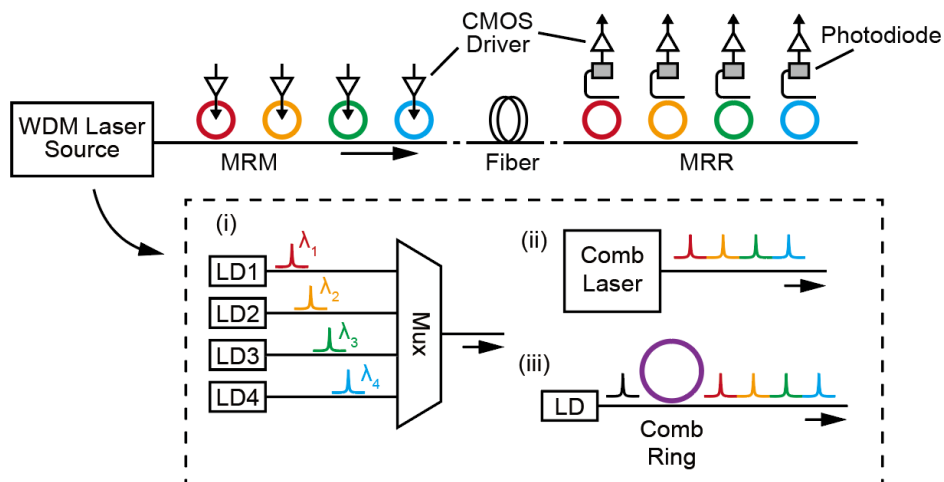 CMOS
Driver
Photodiode
WDM Laser
Source
MRM
Fiber
MRR
(i)
λ1
LD1
λ2
LD2
λ3
LD3
λ4
LD4
Mux
(ii)
Comb
Laser
(iii)
LD
Comb
Ring